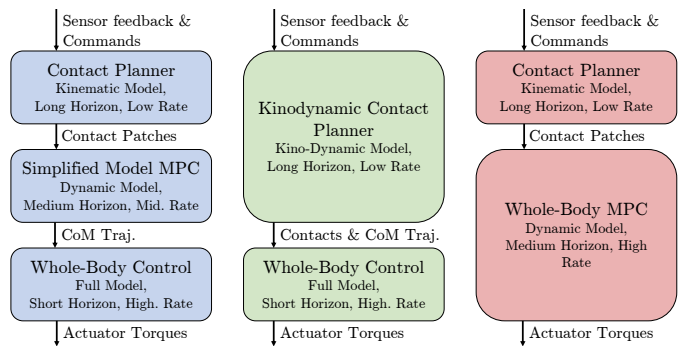 Sensor feedback &
Commands
Contact Planner
Kinematic Model,
Long Horizon, Low Rate
Contact Patches
Simplified Model MPC
Dynamic Model,
Medium Horizon, Mid. Rate
CoM Traj.
Whole-Body Control
Full Model,
Short Horizon, High. Rate
Actuator Torques
Sensor feedback &
Commands
Kinodynamic Contact
Planner
Kino-Dynamic Model,
Long Horizon, Low Rate
Contacts & CoM Traj.
Whole-Body Control
Full Model,
Short Horizon, High. Rate
Actuator Torques
Sensor feedback &
Commands
Contact Planner
Kinematic Model,
Long Horizon, Low Rate
Contact Patches
Whole-Body MPC
Dynamic Model,
Medium Horizon, High
Rate
Actuator Torques